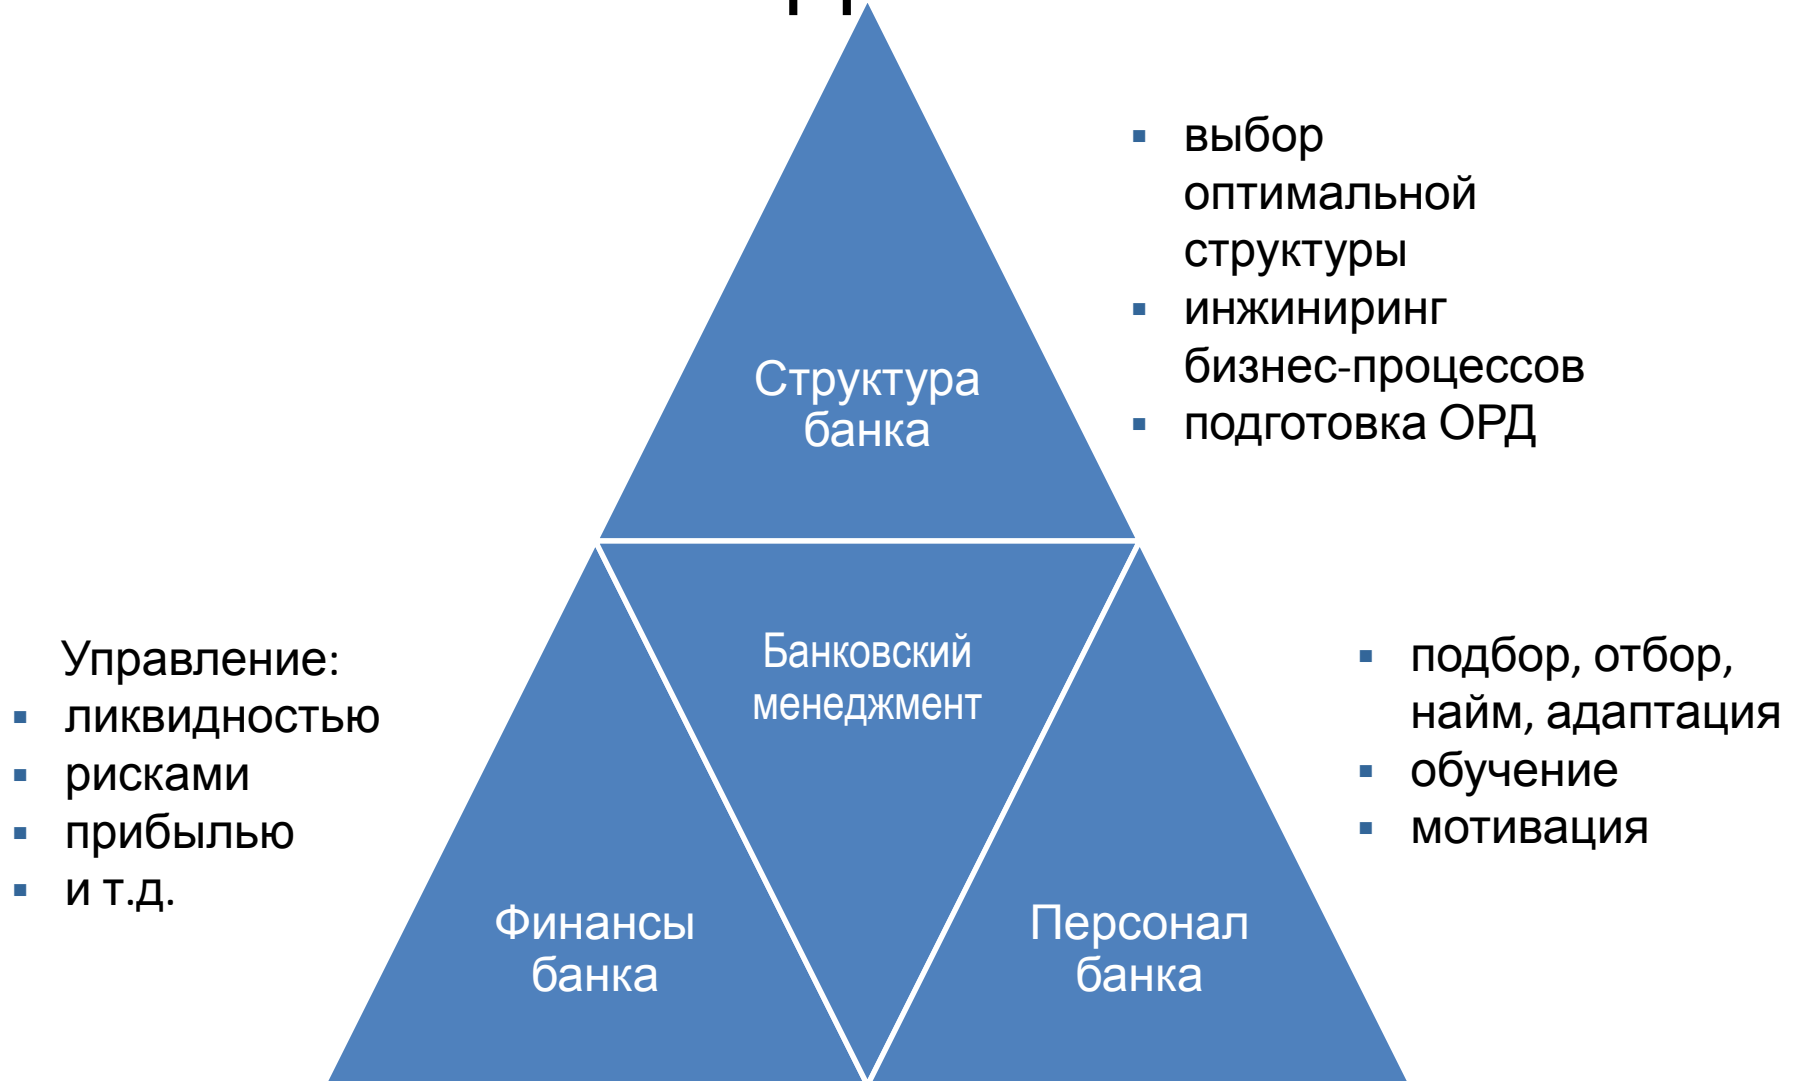 выбор
оптимальной
структуры
инжиниринг
бизнес-процессов
подготовка ОРД
Структура
банка
Банковский
менеджмент
Управление:
ликвидностью
рисками
прибылью
и т.д.
подбор, отбор,
найм, адаптация
обучение
мотивация
Финансы
банка
Персонал
банка